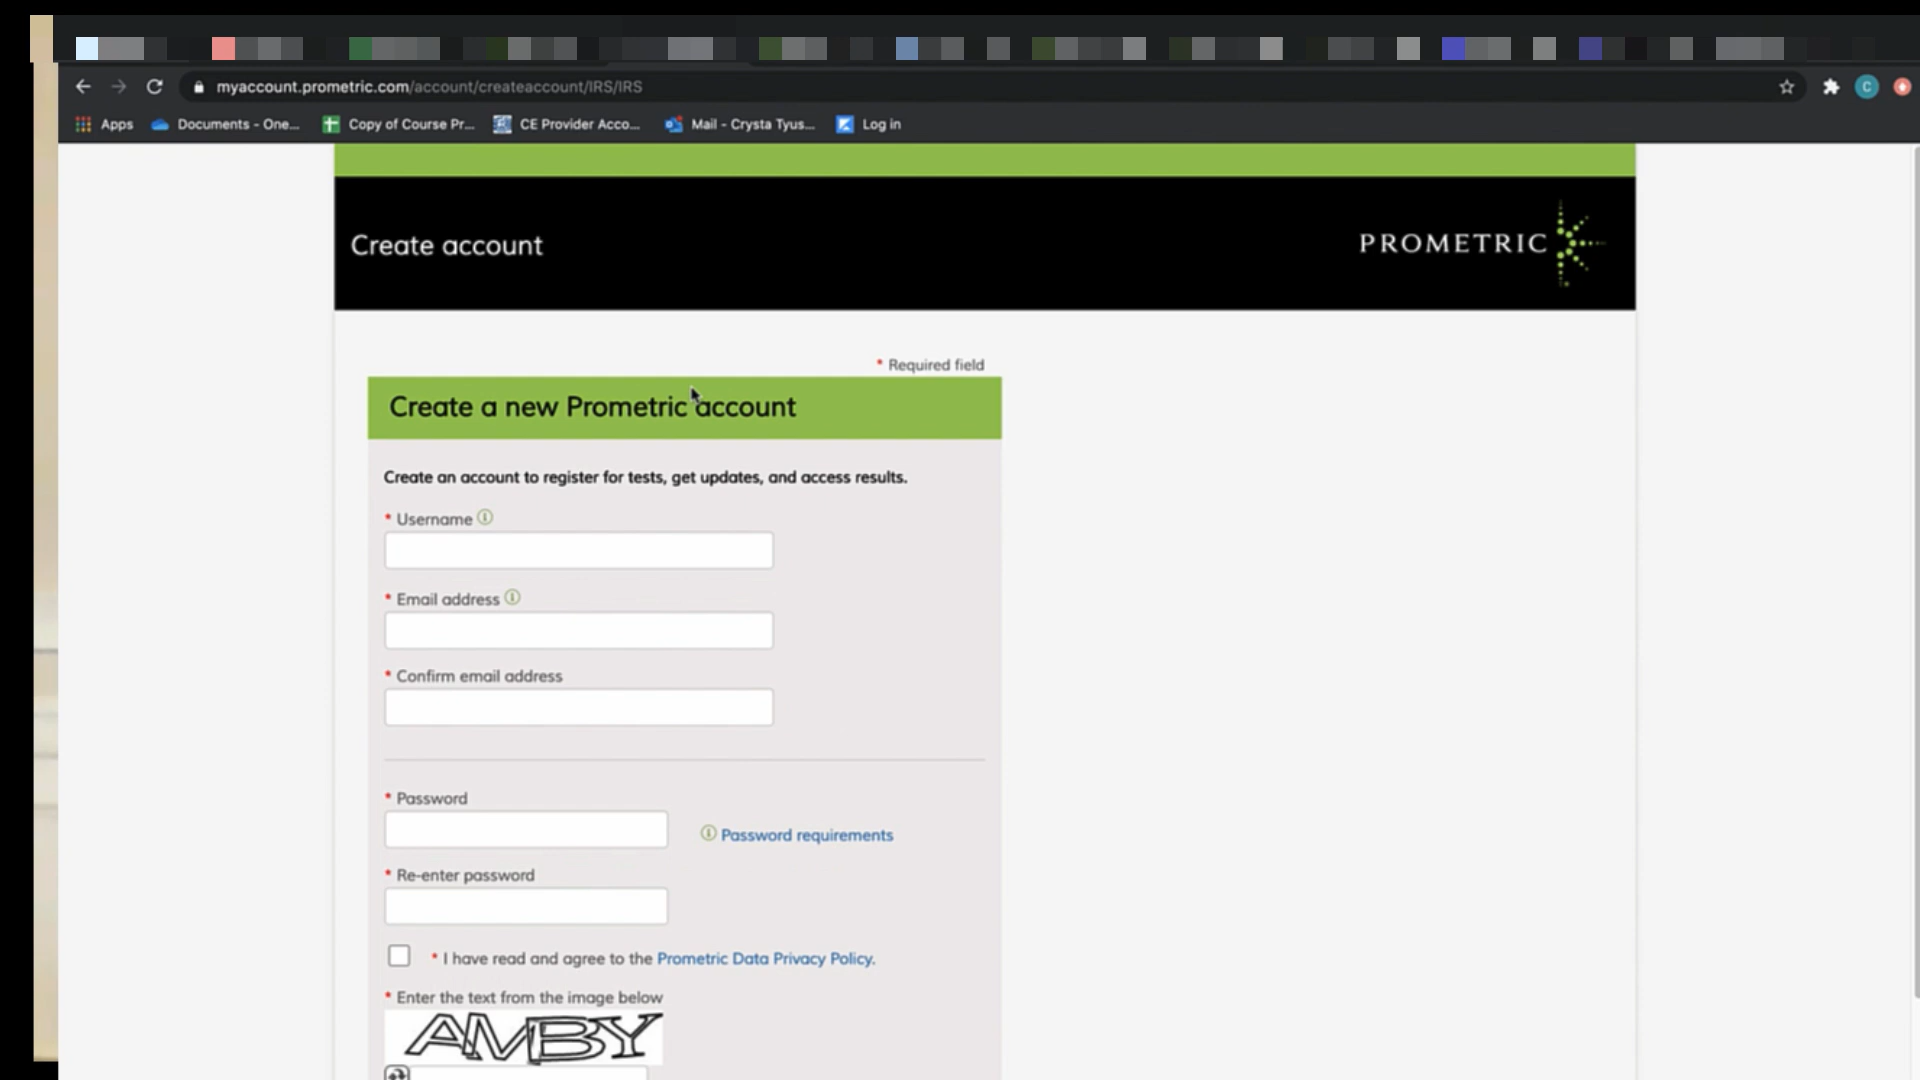 myaccount.prometric.com/account/createaccount/IRS/IRS
C
Apps Documents - One... Copy of Course Pr... CE Provider Acco... Mail - Crysta Tyus... Log in
Create account
PROMETRIC
* Required field
Create a new Prometric account
Create an account to register for tests, get updates, and access results.
* Username
* Email address
* Confirm email address
* Password
Password requirements
* Re-enter password
* I have read and agree to the Prometric Data Privacy Policy.
* Enter the text from the image below
AMBY